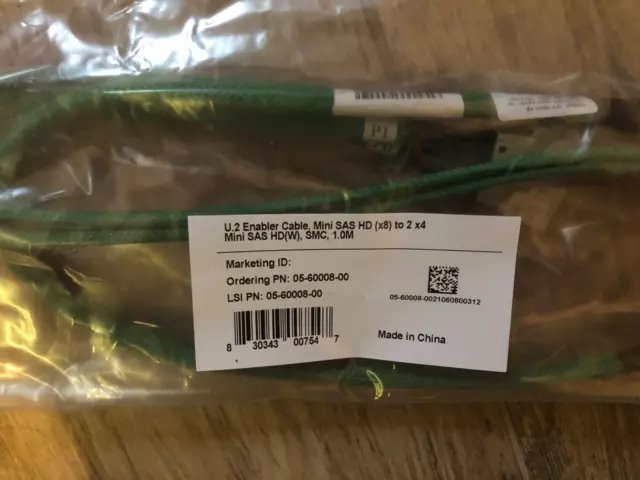 P1
U.2 Enabler Cable, Mini SAS HD (x8) to 2 x4
Mini SAS HD(W), SMC, 1.0M
Marketing ID:
Ordering PN: 05-60008-00
LSI PN: 05-60008-00
05-60008-0021060800312
8 30343 00754 7
Made in China